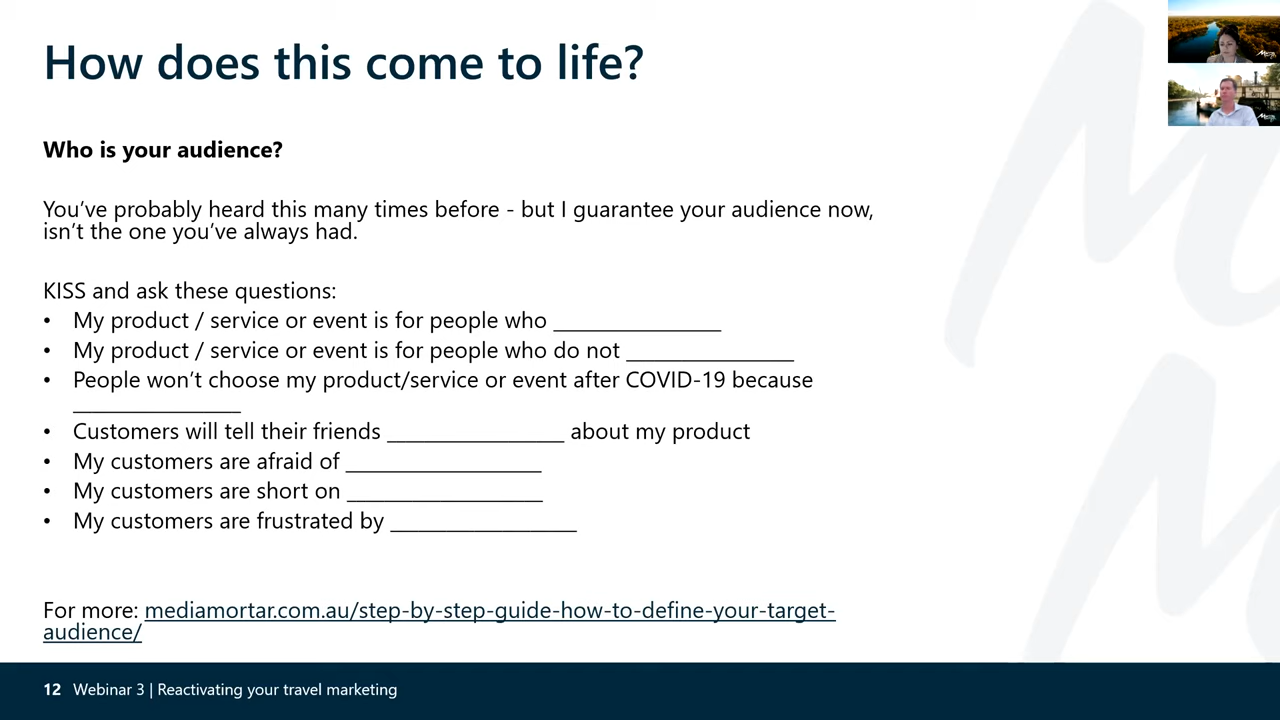 How does this come to life?
Who is your audience?
You've probably heard this many times before - but I guarantee your audience now,
isn't the one you've always had.
KISS and ask these questions:
• My product / service or event is for people who _______________
• My product / service or event is for people who do not _______________
• People won't choose my product/service or event after COVID-19 because
_______________
• Customers will tell their friends ________________ about my product
• My customers are afraid of __________________
• My customers are short on __________________
• My customers are frustrated by _________________
For more: mediamortar.com.au/step-by-step-guide-how-to-define-your-target-
audience/
12 Webinar 3 | Reactivating your travel marketing